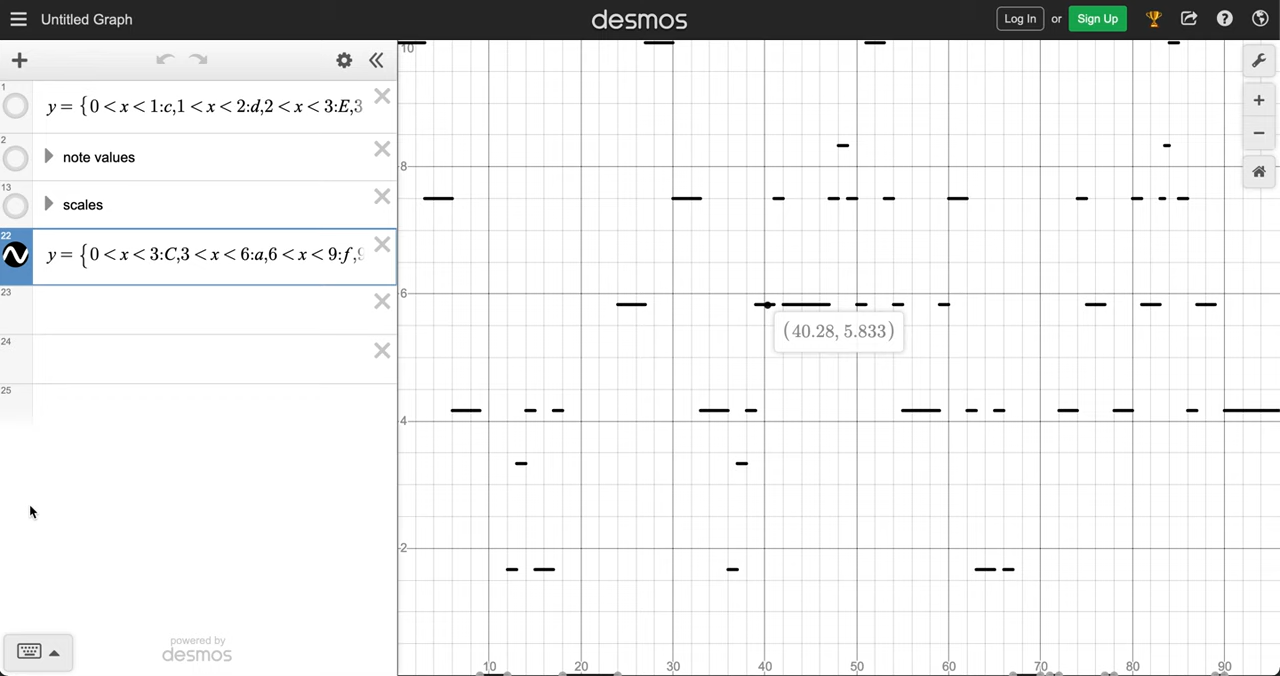 Untitled Graph
desmos
Log In or Sign Up
1
y = {0 < x < 1:c,1 < x < 2:d,2 < x < 3:E,3
2
note values
13
scales
22
y = {0 < x < 3:C,3 < x < 6:a,6 < x < 9:f,9
23
24
25
powered by
desmos
10
8
6
(40.28, 5.833)
4
2
10 20 30 40 50 60 70 80 90